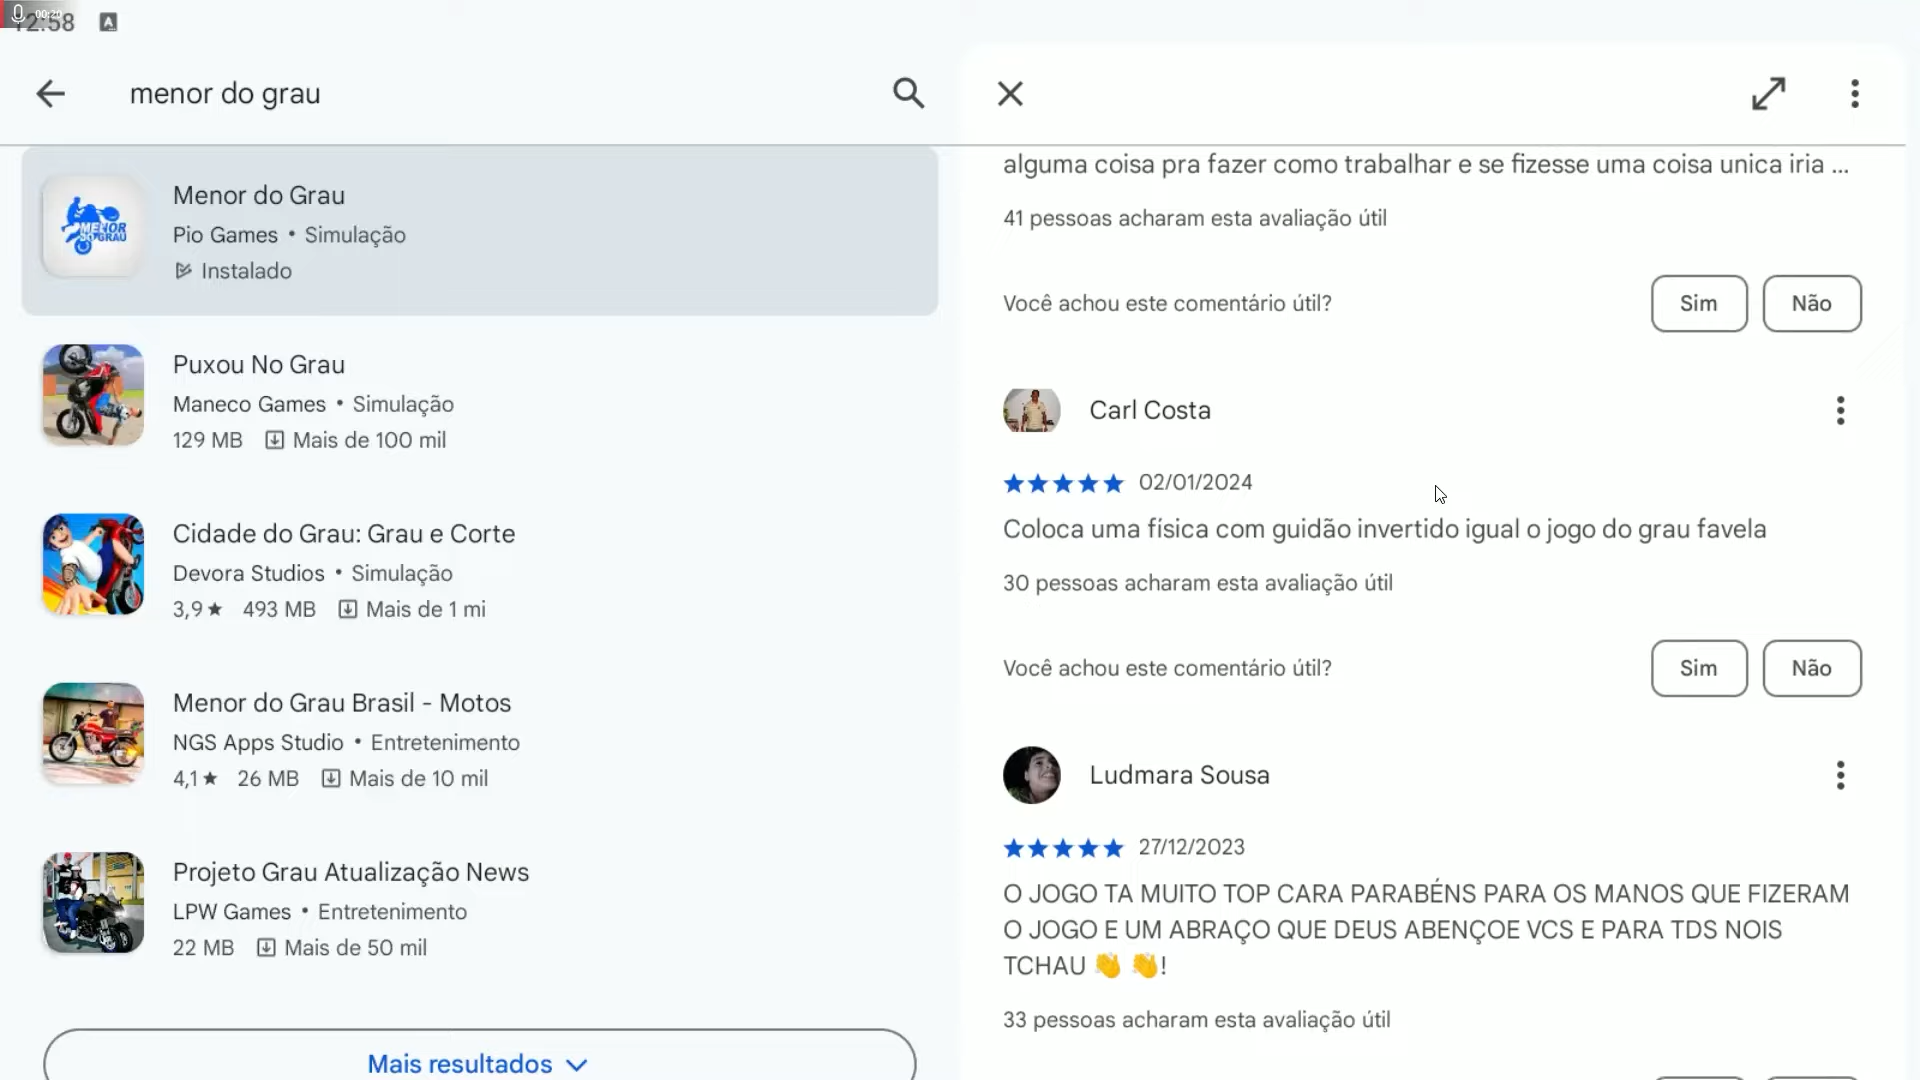 00:20
12:58
A
menor do grau
Menor do Grau
Pio Games • Simulação
Instalado
MENOR
DO GRAU
Puxou No Grau
Maneco Games • Simulação
129 MB Mais de 100 mil
Cidade do Grau: Grau e Corte
Devora Studios • Simulação
3,9★ 493 MB Mais de 1 mi
Menor do Grau Brasil - Motos
NGS Apps Studio • Entretenimento
4,1★ 26 MB Mais de 10 mil
Projeto Grau Atualização News
LPW Games • Entretenimento
22 MB Mais de 50 mil
Mais resultados
alguma coisa pra fazer como trabalhar e se fizesse uma coisa unica iria ...
41 pessoas acharam esta avaliação útil
Você achou este comentário útil?
Sim
Não
Carl Costa
★★★★★ 02/01/2024
Coloca uma física com guidão invertido igual o jogo do grau favela
30 pessoas acharam esta avaliação útil
Você achou este comentário útil?
Sim
Não
Ludmara Sousa
★★★★★ 27/12/2023
O JOGO TA MUITO TOP CARA PARABÉNS PARA OS MANOS QUE FIZERAM
O JOGO E UM ABRAÇO QUE DEUS ABENÇOE VCS E PARA TDS NOIS
TCHAU 👏 👏!
33 pessoas acharam esta avaliação útil